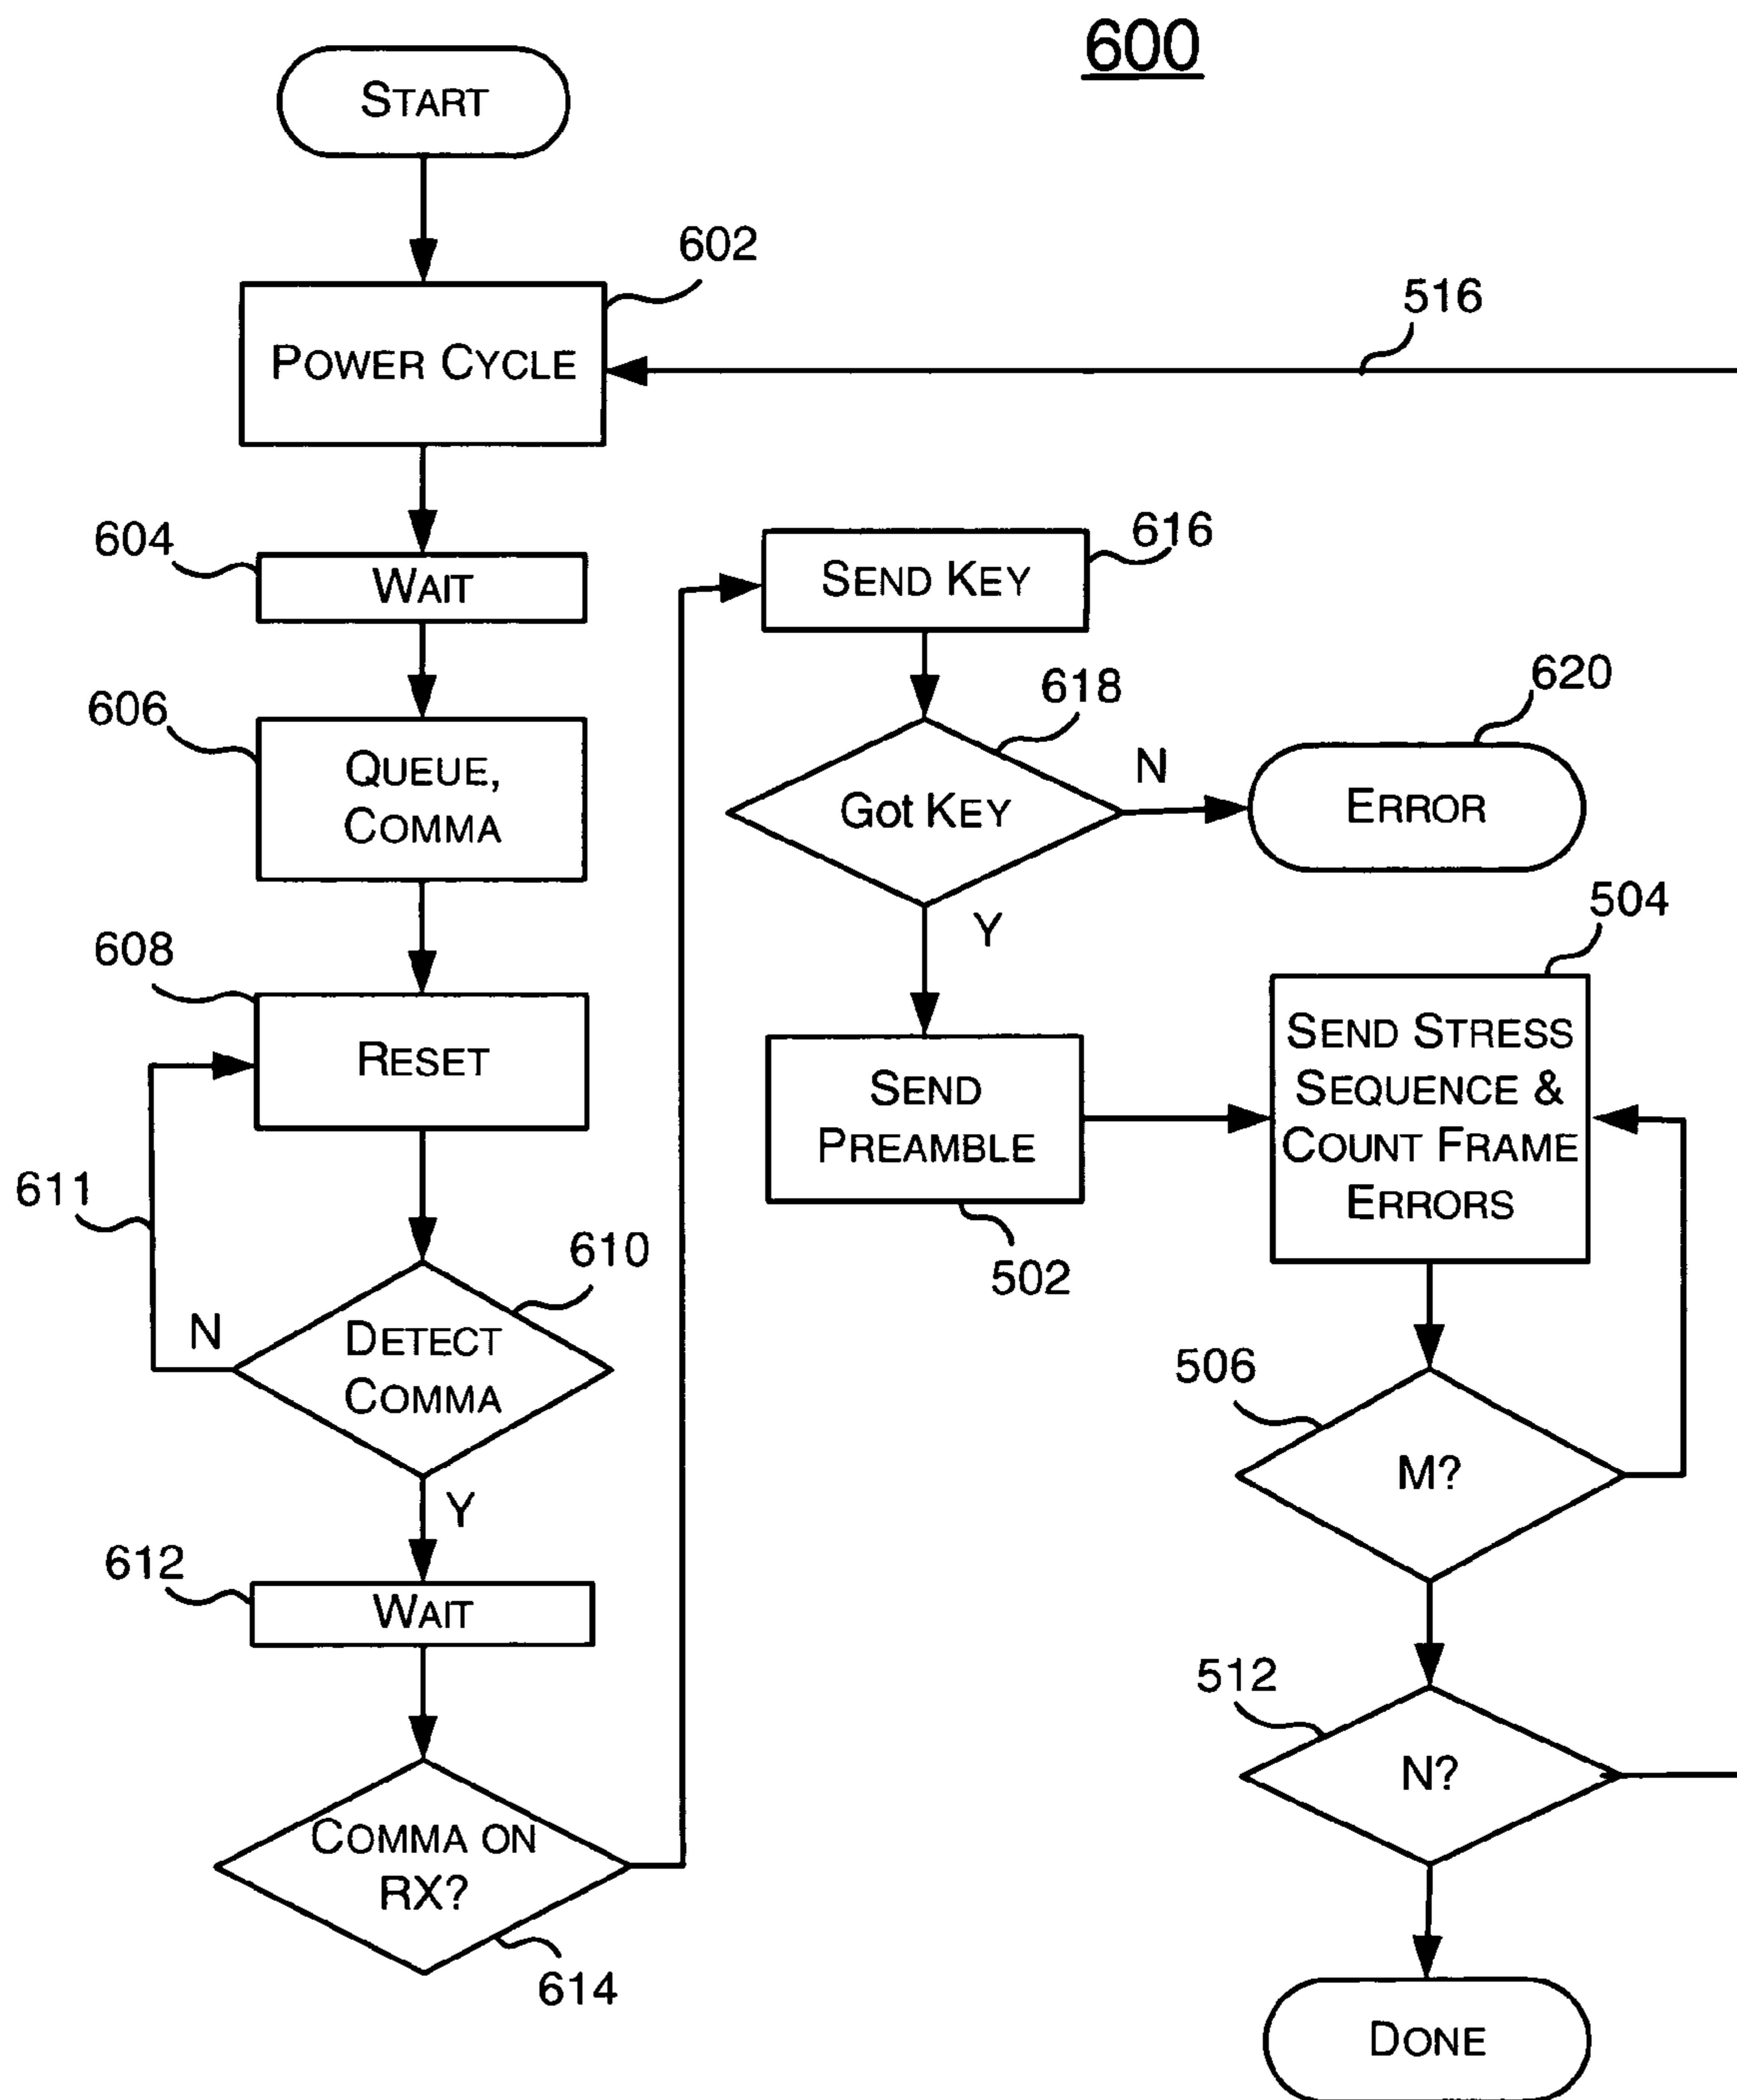 600
START
602
POWER CYCLE
516
604
WAIT
606
QUEUE,
COMMA
608
RESET
611
610
N
DETECT
COMMA
Y
612
WAIT
COMMA ON
RX?
614
616
SEND KEY
618
Got KEY
N
620
ERROR
Y
SEND
PREAMBLE
502
504
SEND STRESS
SEQUENCE &
COUNT FRAME
ERRORS
506
M?
512
N?
DONE